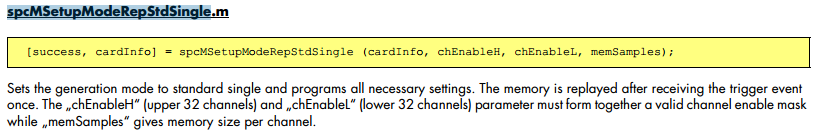 spcMSetupModeRepStdSingle.m
[success, cardInfo] = spcMSetupModeRepStdSingle (cardInfo, chEnableH, chEnableL, memSamples);
Sets the generation mode to standard single and programs all necessary settings. The memory is replayed after receiving the trigger event
once. The „chEnableH“ (upper 32 channels) and „chEnableL“ (lower 32 channels) parameter must form together a valid channel enable mask
while „memSamples“ gives memory size per channel.